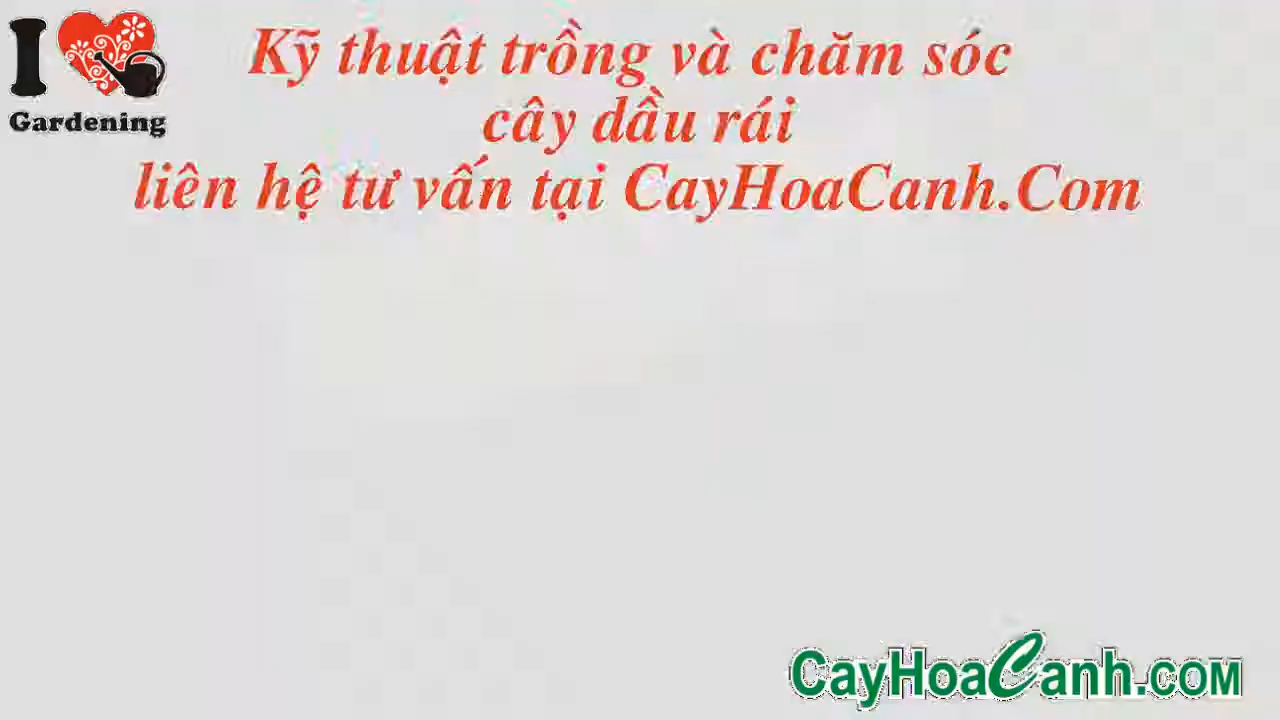 I
Gardening
Kỹ thuật trồng và chăm sóc
cây dầu rái
liên hệ tư vấn tại CayHoaCanh.Com
CayHoaCanh.com